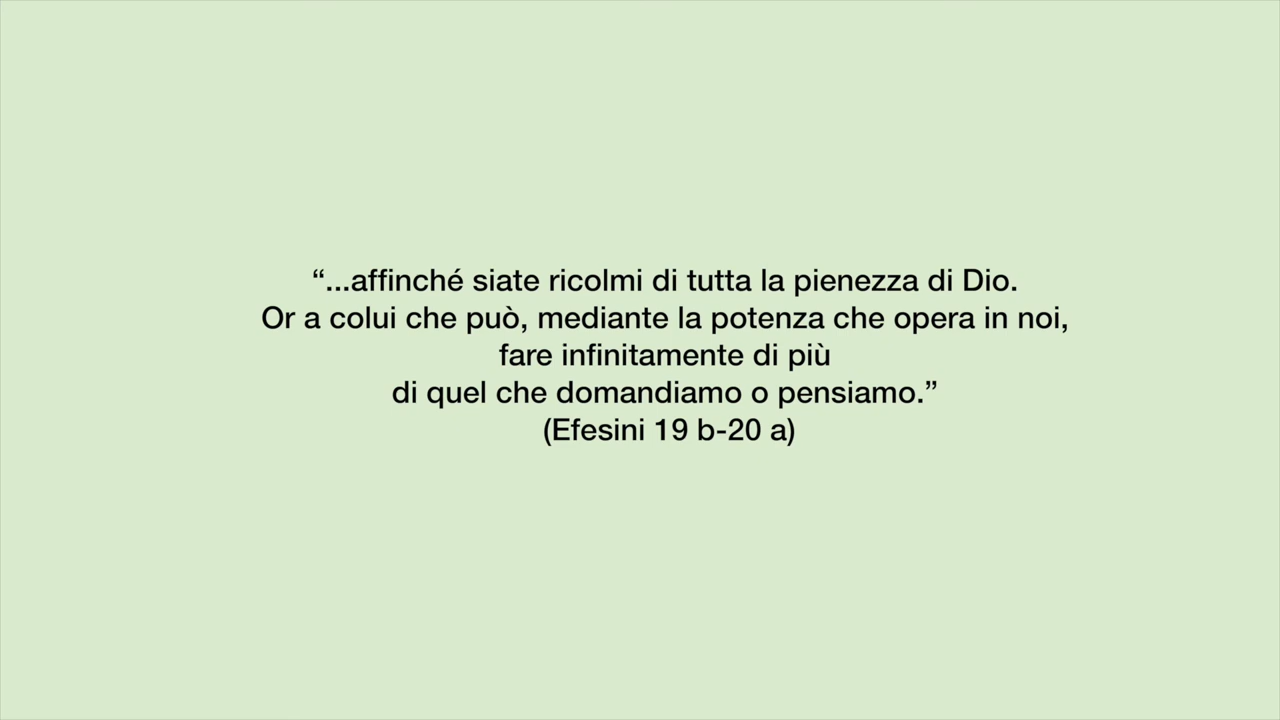 “...affinché siate ricolmi di tutta la pienezza di Dio.
Or a colui che può, mediante la potenza che opera in noi,
fare infinitamente di più
di quel che domandiamo o pensiamo.”
(Efesini 19 b-20 a)